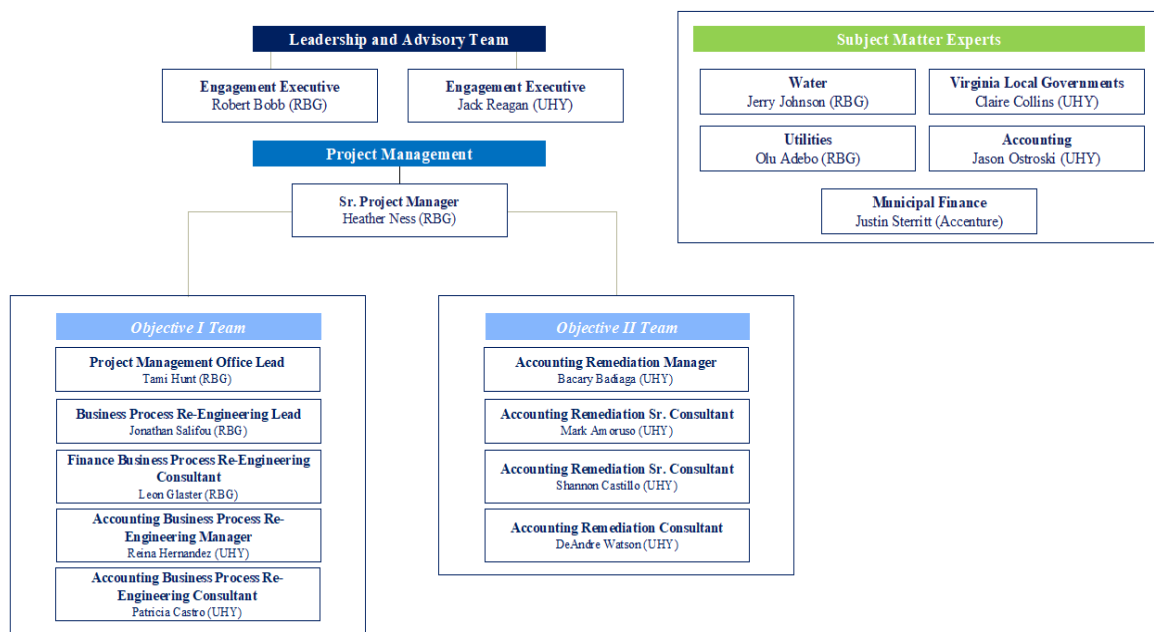 Leadership and Advisory Team
Engagement Executive
Robert Bobb (RBG)
Engagement Executive
Jack Reagan (UHY)
Project Management
Sr. Project Manager
Heather Ness (RBG)
Subject Matter Experts
Water
Jerry Johnson (RBG)
Virginia Local Governments
Claire Collins (UHY)
Utilities
Olu Adebo (RBG)
Accounting
Jason Ostroski (UHY)
Municipal Finance
Justin Sterritt (Accenture)
Objective I Team
Project Management Office Lead
Tami Hunt (RBG)
Business Process Re-Engineering Lead
Jonathan Salifou (RBG)
Finance Business Process Re-Engineering
Consultant
Leon Glaster (RBG)
Accounting Business Process Re-
Engineering Manager
Reina Hernandez (UHY)
Accounting Business Process Re-
Engineering Consultant
Patricia Castro (UHY)
Objective II Team
Accounting Remediation Manager
Bacary Badiaga (UHY)
Accounting Remediation Sr. Consultant
Mark Amoruso (UHY)
Accounting Remediation Sr. Consultant
Shannon Castillo (UHY)
Accounting Remediation Consultant
DeAndre Watson (UHY)